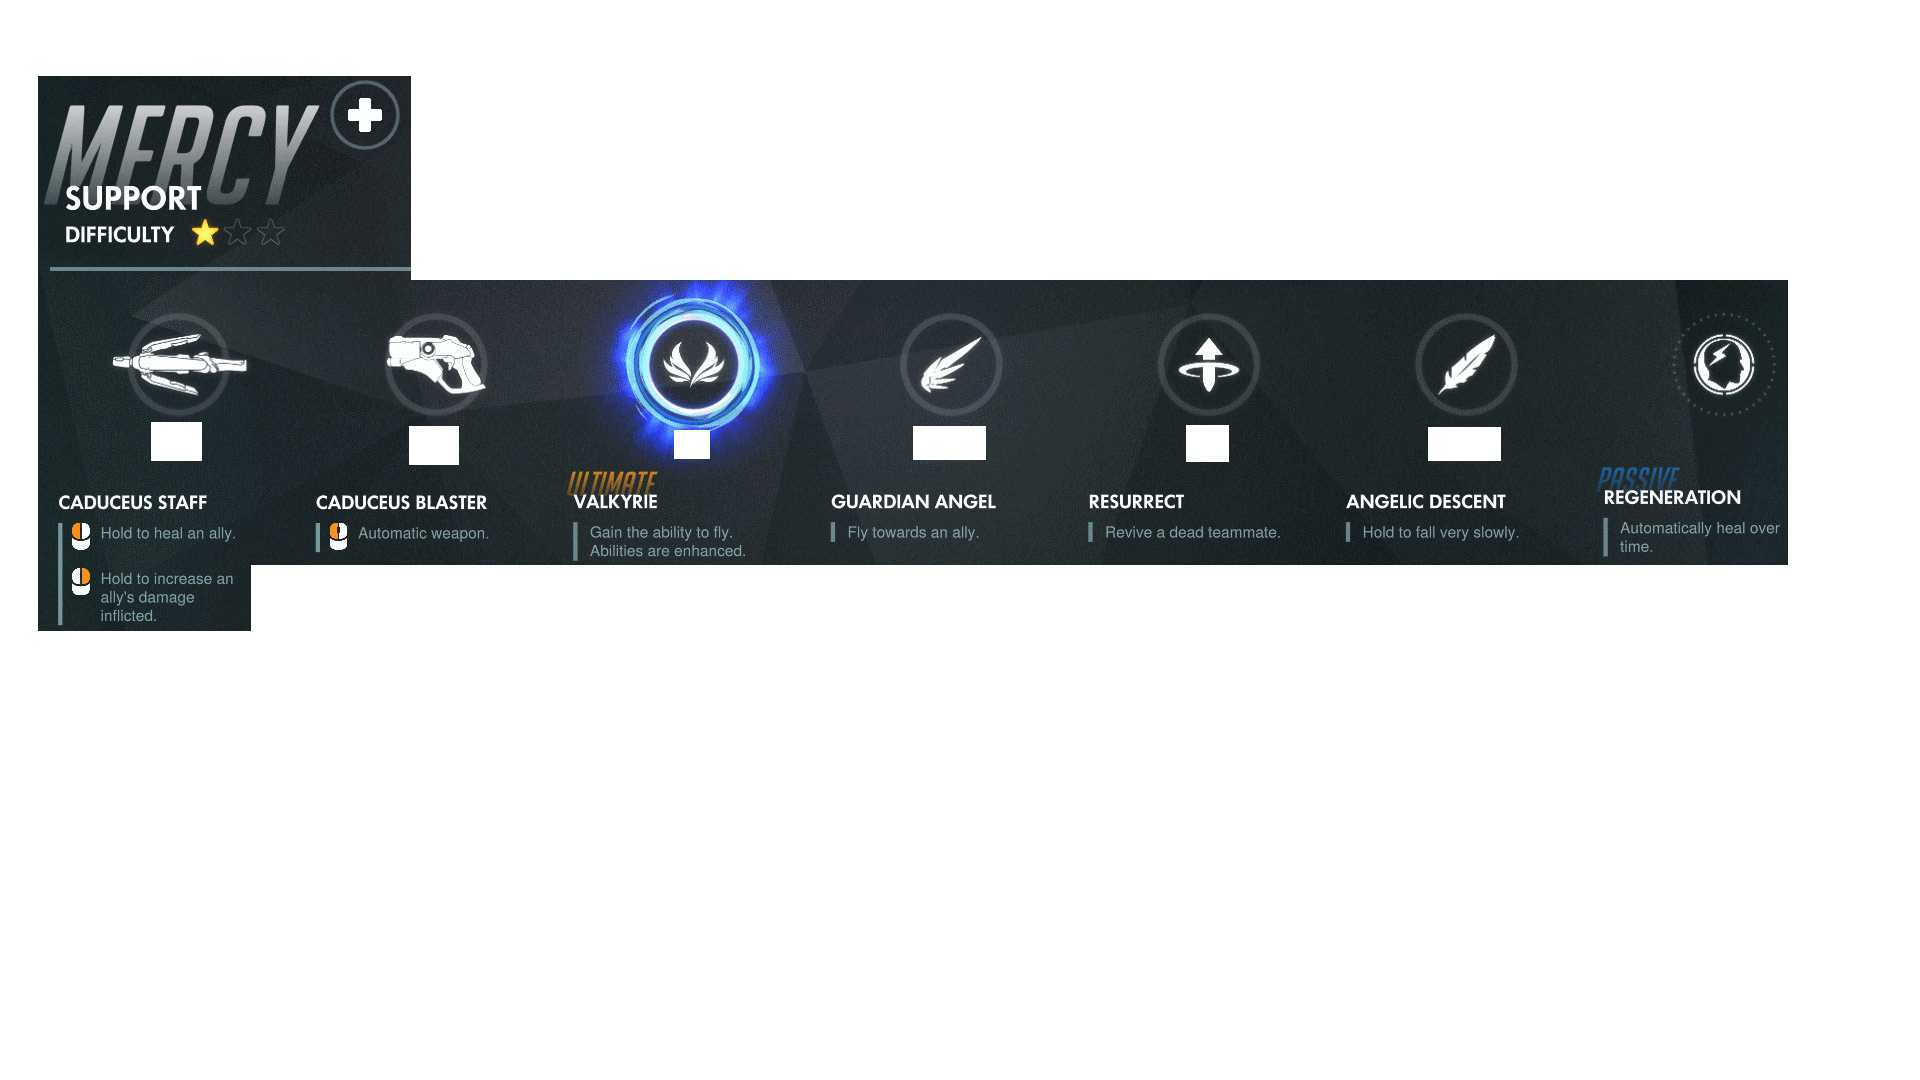 MERCY
SUPPORT
DIFFICULTY
ULTIMATE
PASSIVE
CADUCEUS STAFF
CADUCEUS BLASTER
VALKYRIE
GUARDIAN ANGEL
RESURRECT
ANGELIC DESCENT
REGENERATION
Hold to heal an ally.
Hold to increase an
ally's damage
inflicted.
Automatic weapon.
Gain the ability to fly.
Abilities are enhanced.
Fly towards an ally.
Revive a dead teammate.
Hold to fall very slowly.
Automatically heal over
time.